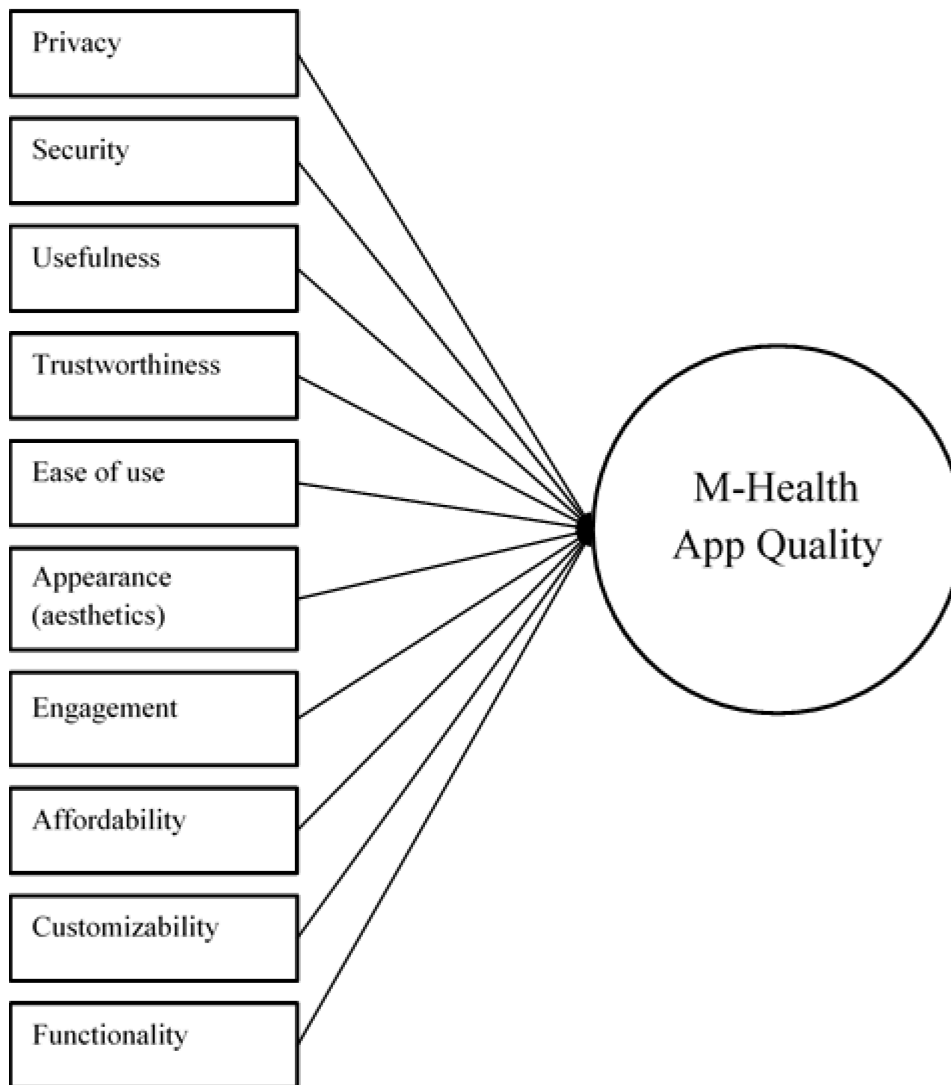 Privacy
Security
Usefulness
Trustworthiness
Ease of use
Appearance
(aesthetics)
Engagement
Affordability
Customizability
Functionality
M-Health
App Quality